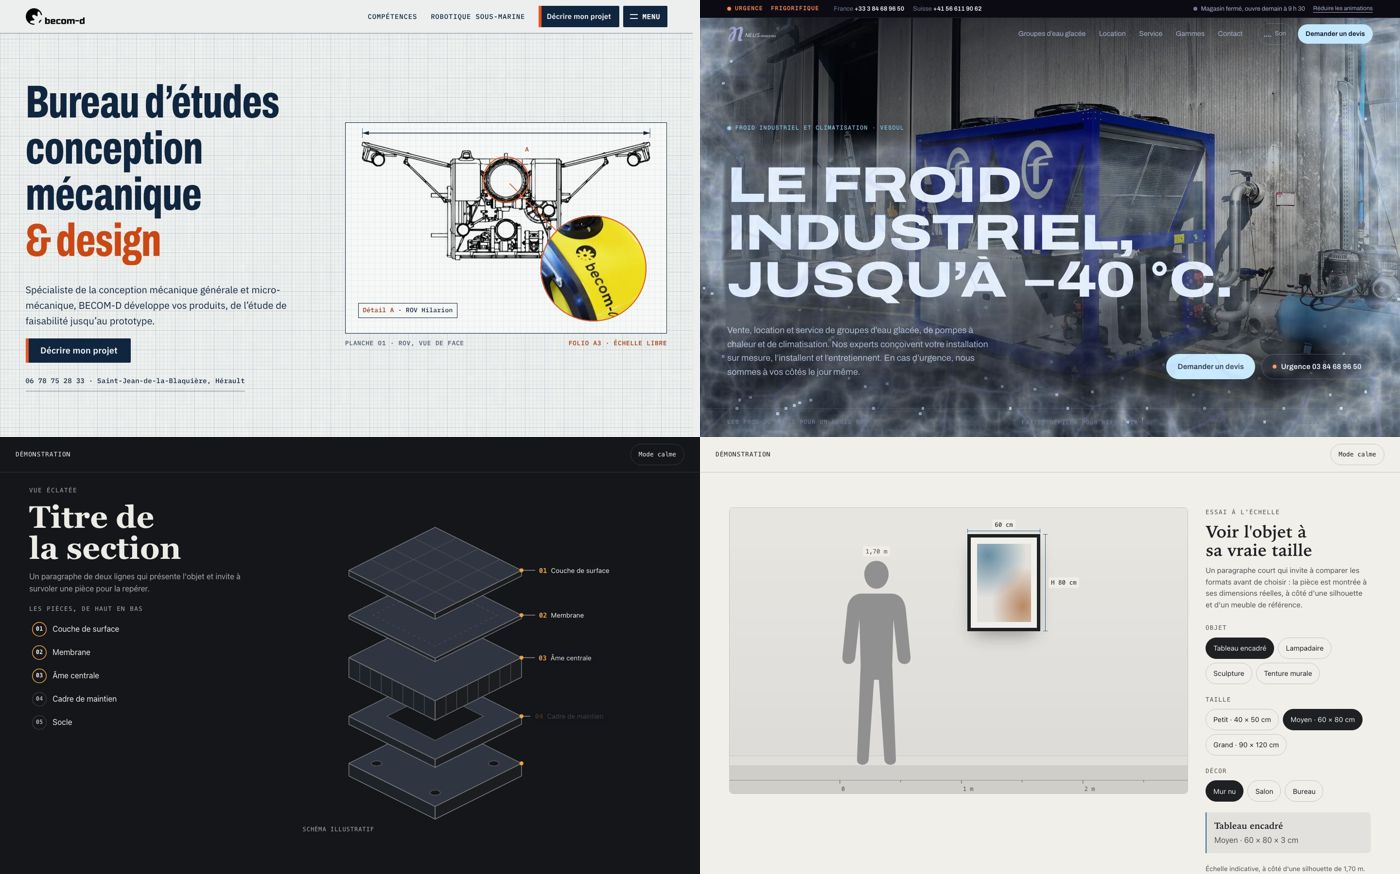 become-d
COMPÉTENCES
ROBOTIQUE SOUS-MARINE
Décrire mon projet
MENU
Bureau d’études
conception
mécanique
& design
Spécialiste de la conception mécanique générale et micro-
mécanique, BECOM-D développe vos produits, de l’étude de
faisabilité jusqu’au prototype.
Décrire mon projet
06 78 75 28 33 · Saint-Jean-de-la-Blaquière, Hérault
A
becom-
Détail A · ROV Hilarion
PLANCHE 01 · ROV, VUE DE FACE
FOLIO A3 · ÉCHELLE LIBRE
URGENCE FRIGORIFIQUE
France +33 3 84 68 96 50
Suisse +41 56 611 90 62
Magasin fermé, ouvre demain à 9 h 30
Réduire les animations
NEUS
Groupes d’eau glacée
Location
Service
Gammes
Contact
Son
Demander un devis
FROID INDUSTRIEL ET CLIMATISATION · VESOUL
LE FROID
INDUSTRIEL,
JUSQU’À −40 °C.
Vente, location et service de groupes d’eau glacée, de pompes à
chaleur et de climatisation. Nos experts conçoivent votre installation
sur mesure, l’installent et l’entretiennent. En cas d’urgence, nous
sommes à vos côtés le jour même.
Demander un devis
Urgence 03 84 68 96 50
DÉMONSTRATION
Mode calme
VUE ÉCLATÉE
Titre de
la section
Un paragraphe de deux lignes qui présente l'objet et invite à
survoler une pièce pour la repérer.
LES PIÈCES, DE HAUT EN BAS
01 Couche de surface
02 Membrane
03 Âme centrale
04 Cadre de maintien
05 Socle
01 Couche de surface
02 Membrane
03 Âme centrale
04 Cadre de maintien
SCHÉMA ILLUSTRATIF
DÉMONSTRATION
Mode calme
60 cm
1,70 m
H 80 cm
0
1 m
2 m
ESSAI À L'ÉCHELLE
Voir l'objet à
sa vraie taille
Un paragraphe court qui invite à comparer les
formats avant de choisir : la pièce est montrée à
ses dimensions réelles, à côté d'une silhouette
et d'un meuble de référence.
OBJET
Tableau encadré
Lampadaire
Sculpture
Tenture murale
TAILLE
Petit · 40 × 50 cm
Moyen · 60 × 80 cm
Grand · 90 × 120 cm
DÉCOR
Mur nu
Salon
Bureau
Tableau encadré
Moyen · 60 × 80 × 3 cm
Échelle indicative, à côté d'une silhouette de 1,70 m.